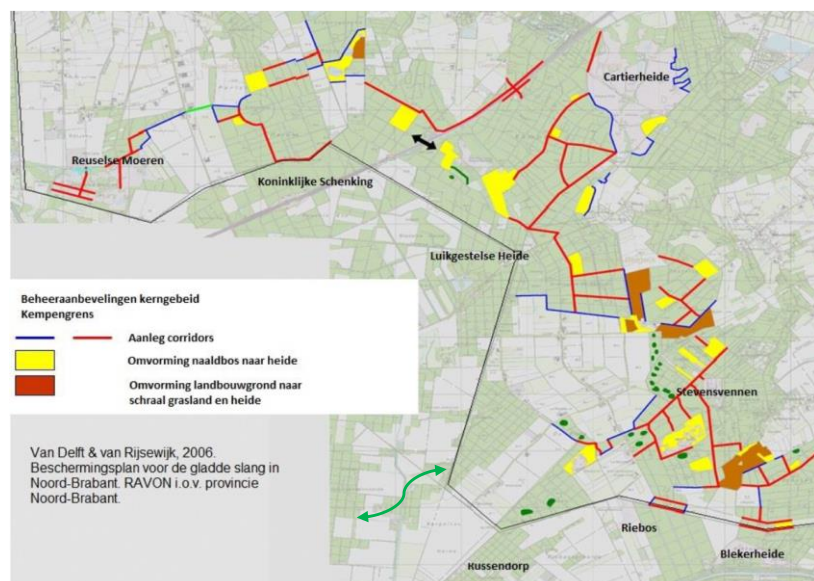 Cartierheide
Reuselse Moeren
Koninklijke Schenking
Luikgestelse Heide
Beheeraanbevelingen kerngebeid
Kempengrens
Aanleg corridors
Omvorming naaldbos naar heide
Omvorming landbouwgrond naar
schraal grasland en heide
Stevensvennen
Van Delft & van Rijsewijk, 2006.
Beschermingsplan voor de gladde slang in
Noord-Brabant. RAVON i.o.v. provincie
Noord-Brabant.
Riebos
Blekerheide
Kussendorp